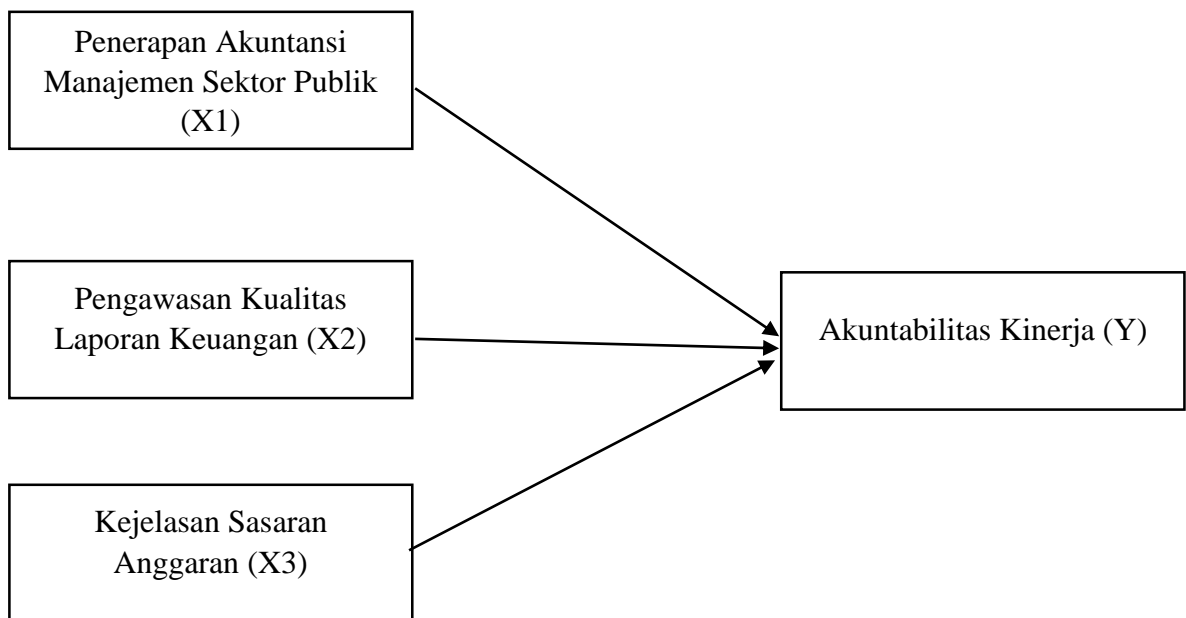 Penerapan Akuntansi
Manajemen Sektor Publik
(X1)
Pengawasan Kualitas
Laporan Keuangan (X2)
Akuntabilitas Kinerja (Y)
Kejelasan Sasaran
Anggaran (X3)